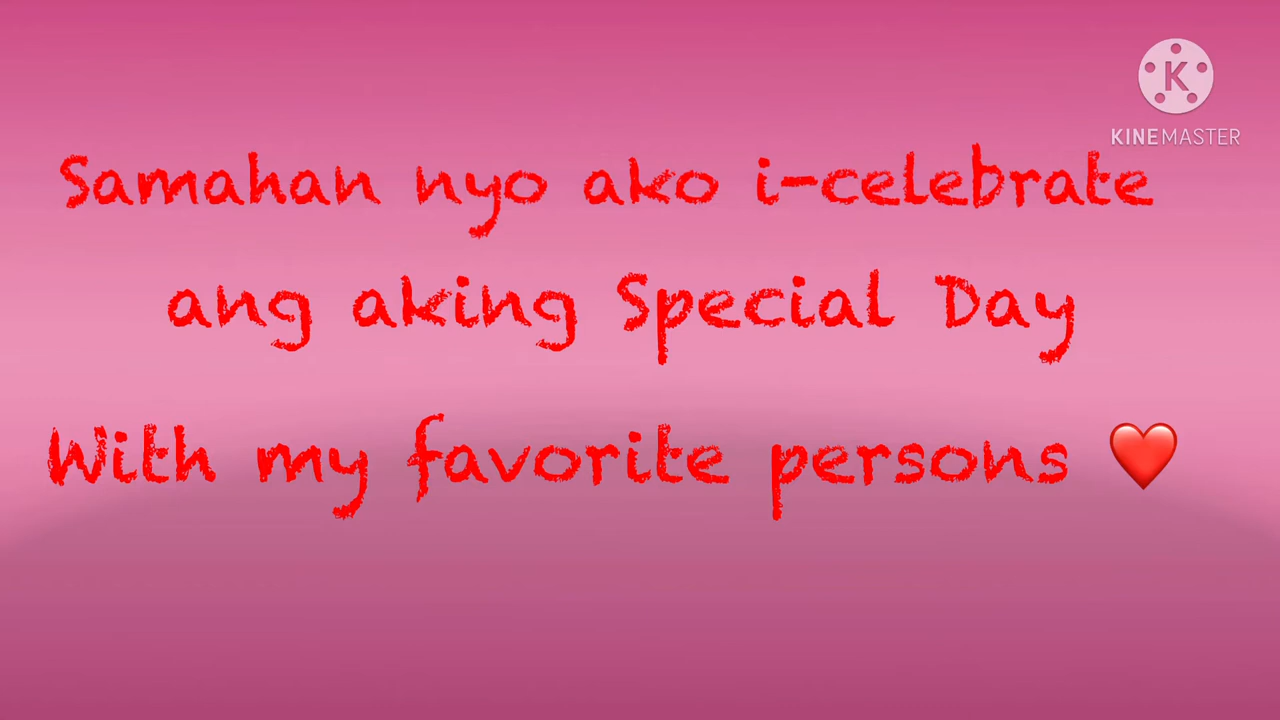 K
KINEMASTER
Samahan nyo ako i-celebrate
ang aking Special Day
With my favorite persons ❤️